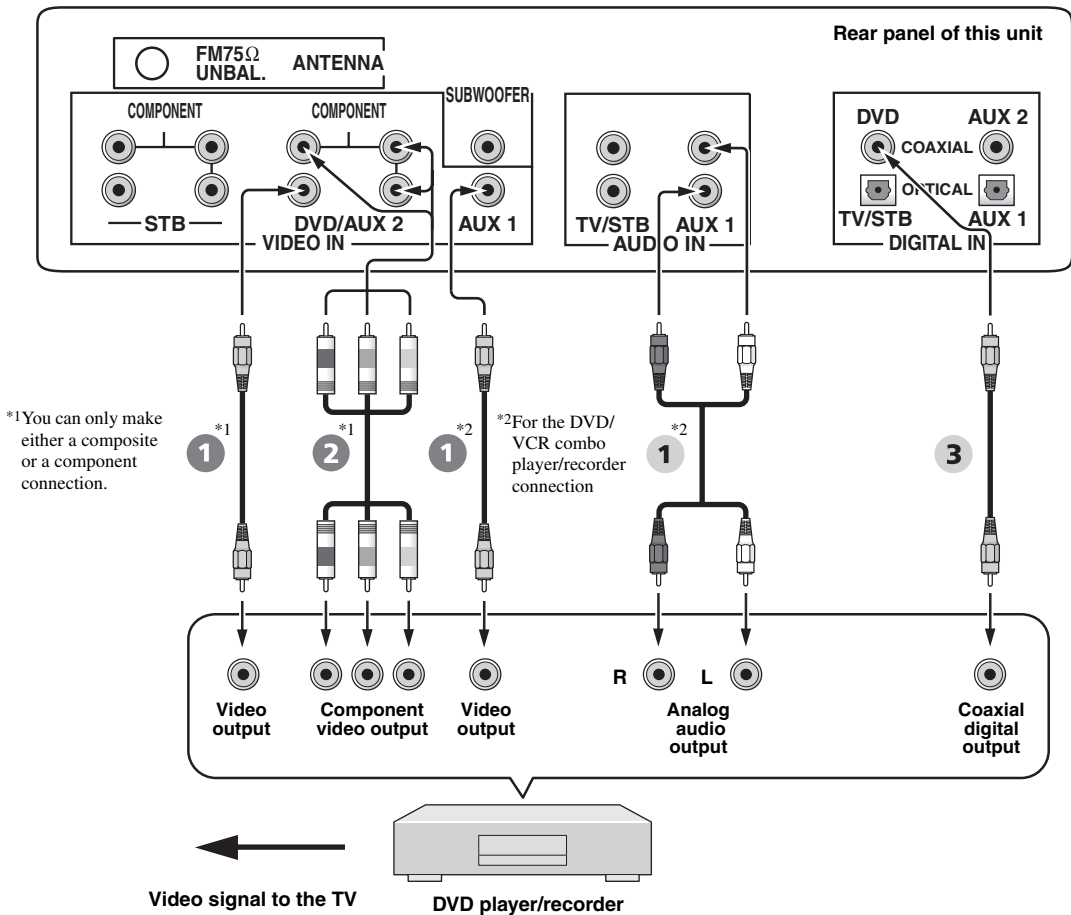 Rear panel of this unit
FM75Ω
UNBAL.
ANTENNA
COMPONENT
COMPONENT
SUBWOOFER
STB
DVD/AUX 2
AUX 1
VIDEO IN
TV/STB
AUX 1
AUDIO IN
DVD
AUX 2
COAXIAL
OPTICAL
TV/STB
AUX 1
DIGITAL IN
*1You can only make
either a composite
or a component
connection.
1 *1
2 *1
1 *2
*2For the DVD/
VCR combo
player/recorder
connection
1 *2
3
Video
output
Component
video output
Video
output
R
L
Analog
audio
output
Coaxial
digital
output
Video signal to the TV
DVD player/recorder